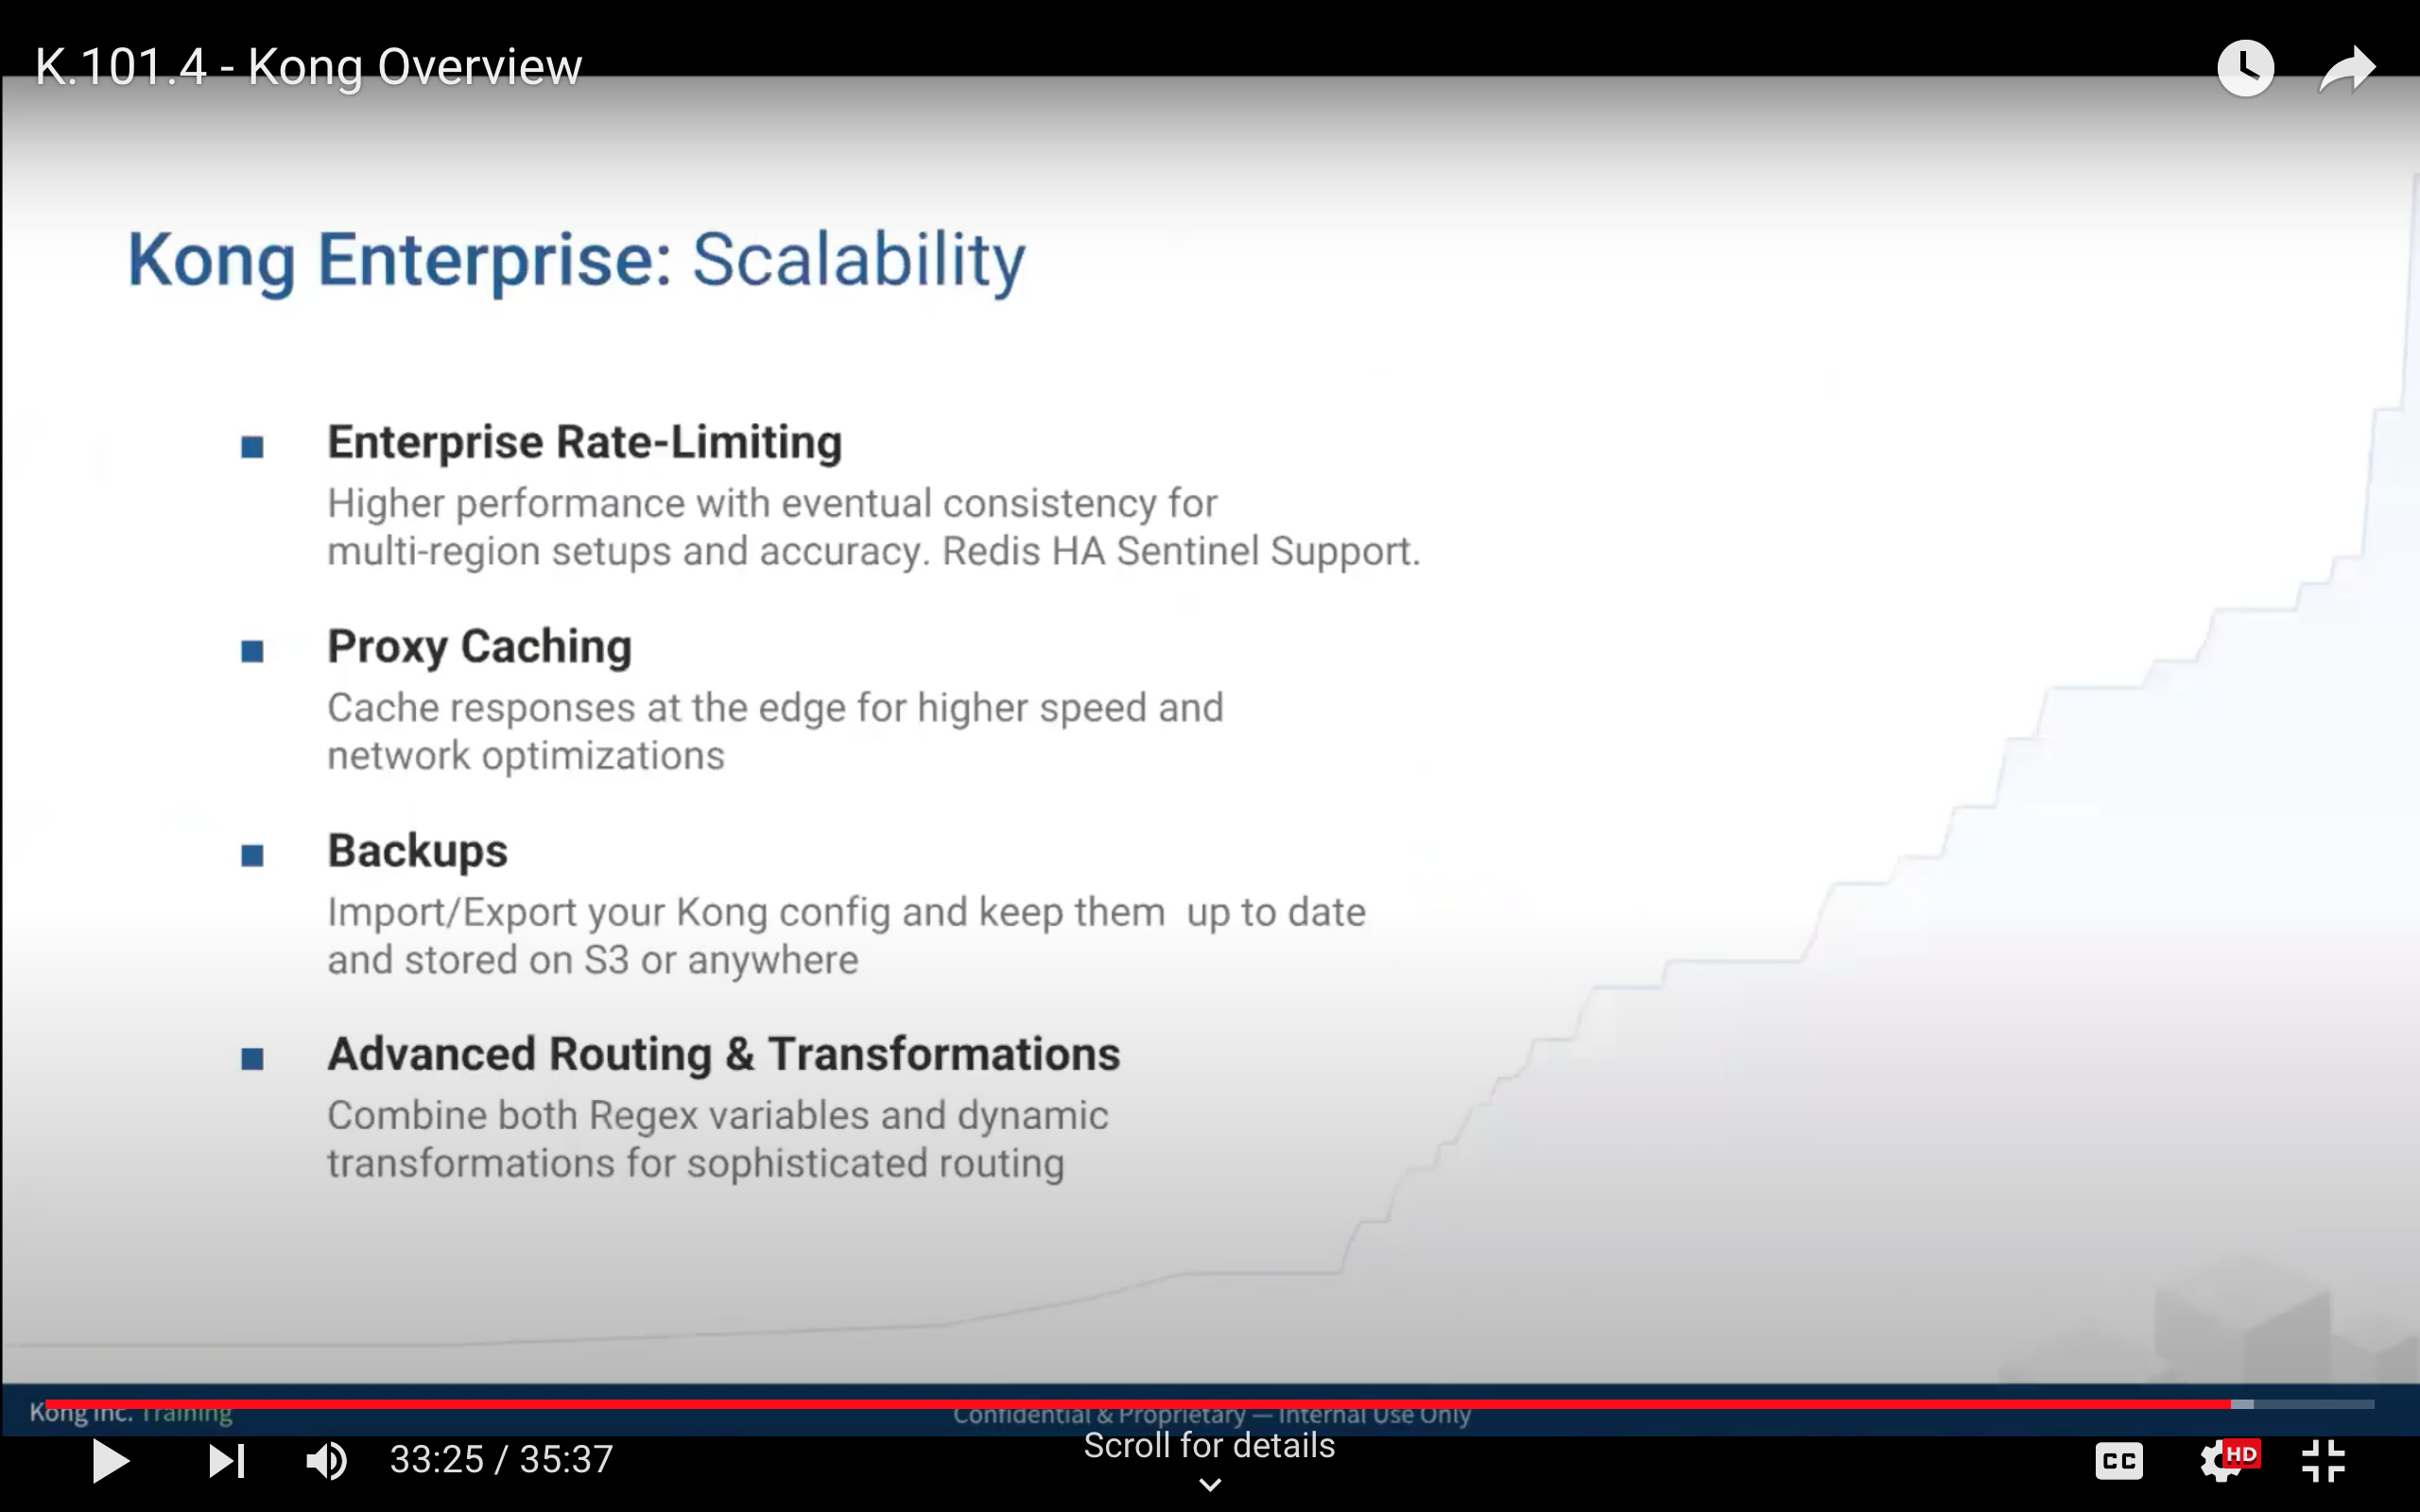 K.101.4 - Kong Overview
Kong Enterprise: Scalability
Enterprise Rate-Limiting
Higher performance with eventual consistency for
multi-region setups and accuracy. Redis HA Sentinel Support.
Proxy Caching
Cache responses at the edge for higher speed and
network optimizations
Backups
Import/Export your Kong config and keep them  up to date
and stored on S3 or anywhere
Advanced Routing & Transformations
Combine both Regex variables and dynamic
transformations for sophisticated routing
Kong Inc. Training
Confidential & Proprietary — Internal Use Only
Scroll for details
33:25 / 35:37
CC
HD